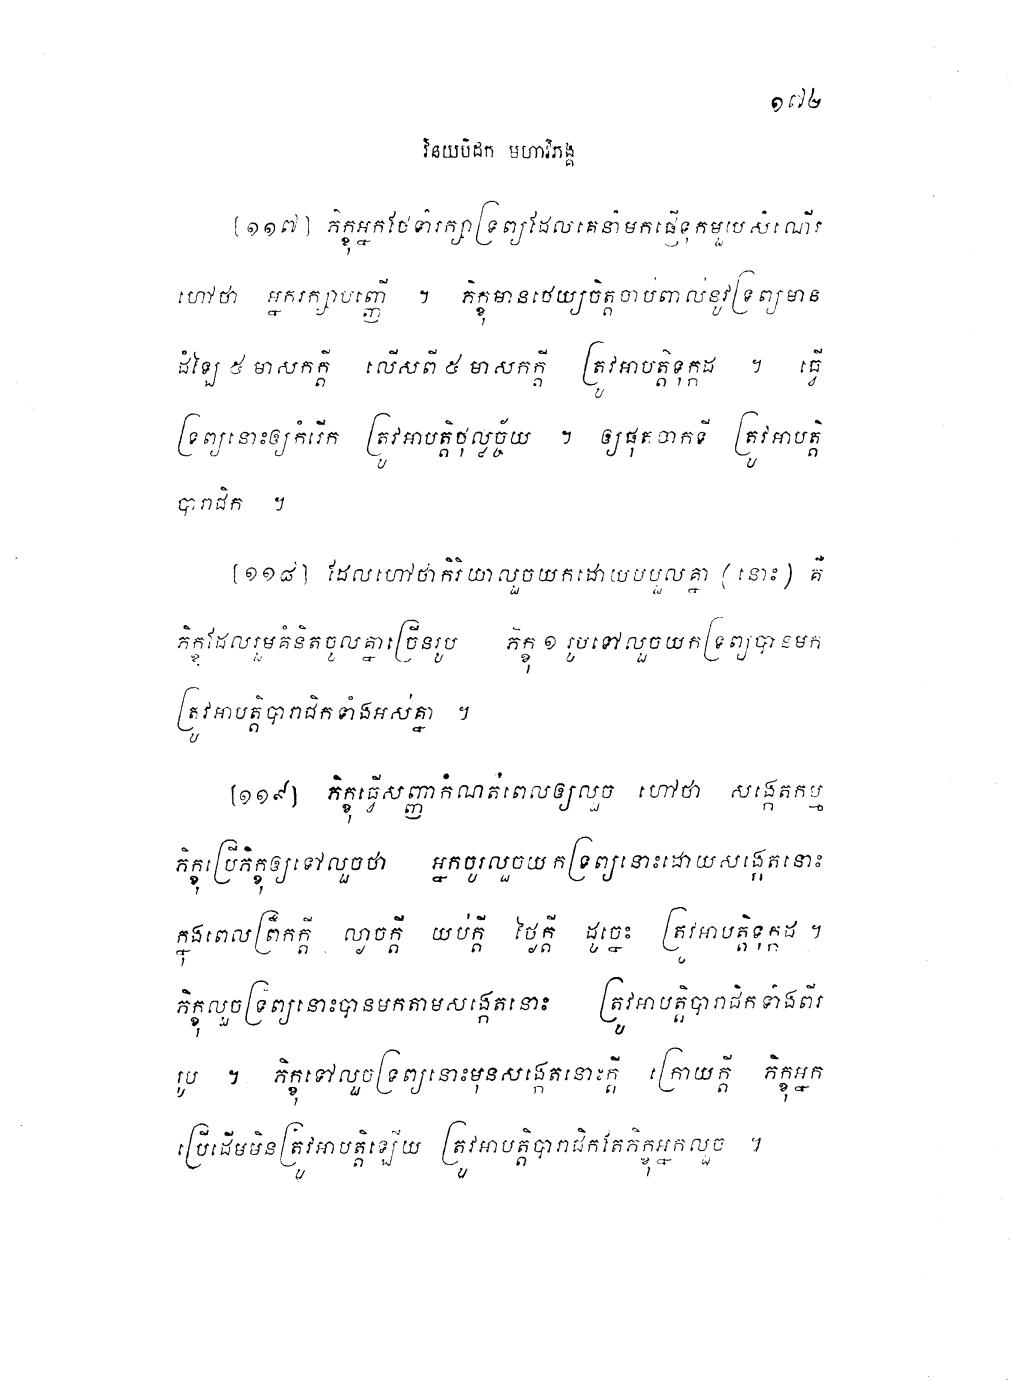 ១៧២
វិនយបិដក មហាវិភង្គ
[១១៧] ភិក្ខុអ្នកថែទាំរក្សាទ្រព្យដែលគេនាំមកផ្ញើទុកមួយសំណើរ
ហៅថា អ្នករក្សាបញ្ញើ ។ ភិក្ខុមានថេយ្យចិត្តចាប់ពាល់នូវទ្រព្យមាន
ដំឡៃ ៥ មាសកក្តី លើសពី ៥ មាសកក្តី ត្រូវអាបត្តិទុក្កដ ។ ធ្វើ
ទ្រព្យនោះឲ្យកំរើក ត្រូវអាបត្តិថុល្លច្ច័យ ។ ឲ្យផុតចាកទី ត្រូវអាបត្តិ
បារាជិក ។
[១១៨] ដែលហៅថាកិរិយាលួចយកដោយបបួលគ្នា (នោះ) គឺ
ភិក្ខុដែលរួមគំនិតចូលគ្នាច្រើនរូប ភិក្ខុ ១ រូបទៅលួចយកទ្រព្យបានមក
ត្រូវអាបត្តិបារាជិកទាំងអស់គ្នា ។
[១១៩] ភិក្ខុធ្វើសញ្ញាកំណត់ពេលឲ្យលួច ហៅថា សង្កេតកម្ម
ភិក្ខុប្រើភិក្ខុឲ្យទៅលួចថា អ្នកចូរលួចយកទ្រព្យនោះដោយសង្កេតនោះ
ក្នុងពេលព្រឹកក្តី ល្ងាចក្តី យប់ក្តី ថ្ងៃក្តី ដូច្នេះ ត្រូវអាបត្តិទុក្កដ ។
ភិក្ខុលួចទ្រព្យនោះបានមកតាមសង្កេតនោះ ត្រូវអាបត្តិបារាជិកទាំងពីរ
រូប ។ ភិក្ខុទៅលួចទ្រព្យនោះមុនសង្កេតនោះក្តី ក្រោយក្តី ភិក្ខុអ្នក
ប្រើដើមមិនត្រូវអាបត្តិឡើយ ត្រូវអាបត្តិបារាជិកតែភិក្ខុអ្នកលួច ។